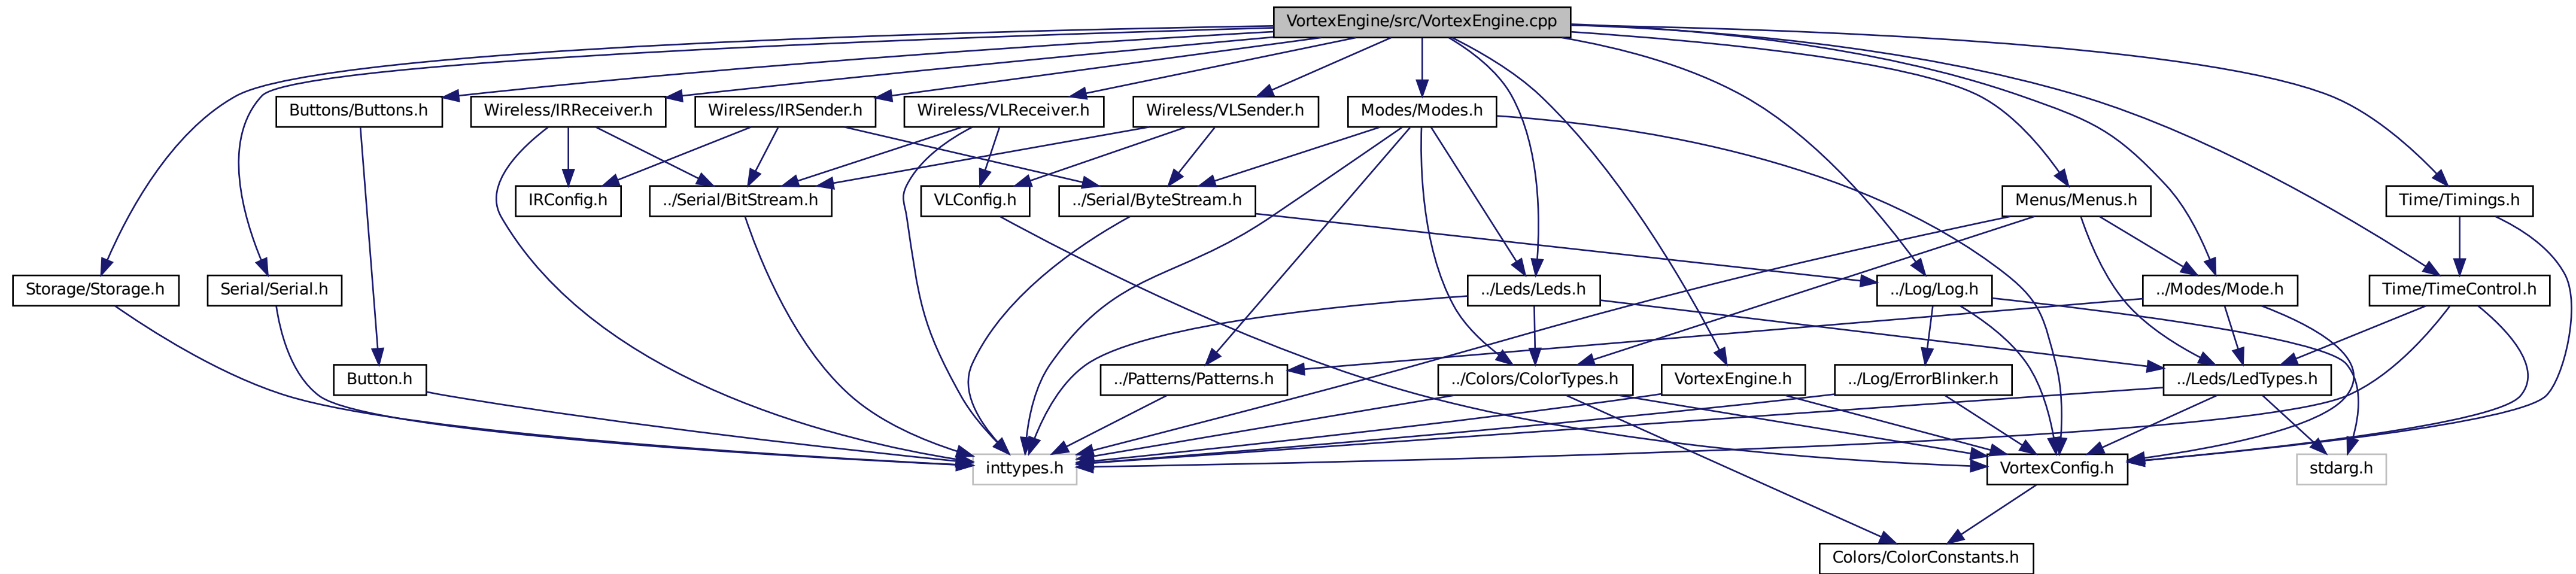 VortexEngine/src/VortexEngine.cpp
Buttons/Buttons.h
Wireless/IRReceiver.h
Wireless/IRSender.h
Wireless/VLReceiver.h
Wireless/VLSender.h
Modes/Modes.h
IRConfig.h
../Serial/BitStream.h
VLConfig.h
../Serial/ByteStream.h
Menus/Menus.h
Time/Timings.h
Storage/Storage.h
Serial/Serial.h
../Leds/Leds.h
../Log/Log.h
../Modes/Mode.h
Time/TimeControl.h
Button.h
../Patterns/Patterns.h
../Colors/ColorTypes.h
VortexEngine.h
../Log/ErrorBlinker.h
../Leds/LedTypes.h
inttypes.h
VortexConfig.h
stdarg.h
Colors/ColorConstants.h